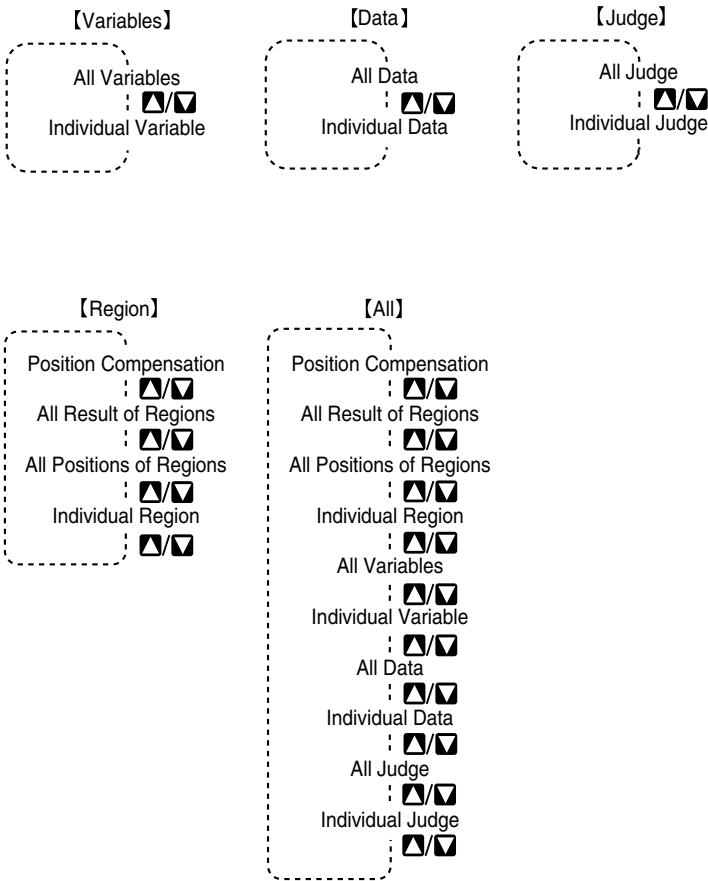 【Variables】
All Variables
▲/▼
Individual Variable
【Data】
All Data
▲/▼
Individual Data
【Judge】
All Judge
▲/▼
Individual Judge
【Region】
Position Compensation
▲/▼
All Result of Regions
▲/▼
All Positions of Regions
▲/▼
Individual Region
▲/▼
【All】
Position Compensation
▲/▼
All Result of Regions
▲/▼
All Positions of Regions
▲/▼
Individual Region
▲/▼
All Variables
▲/▼
Individual Variable
▲/▼
All Data
▲/▼
Individual Data
▲/▼
All Judge
▲/▼
Individual Judge
▲/▼